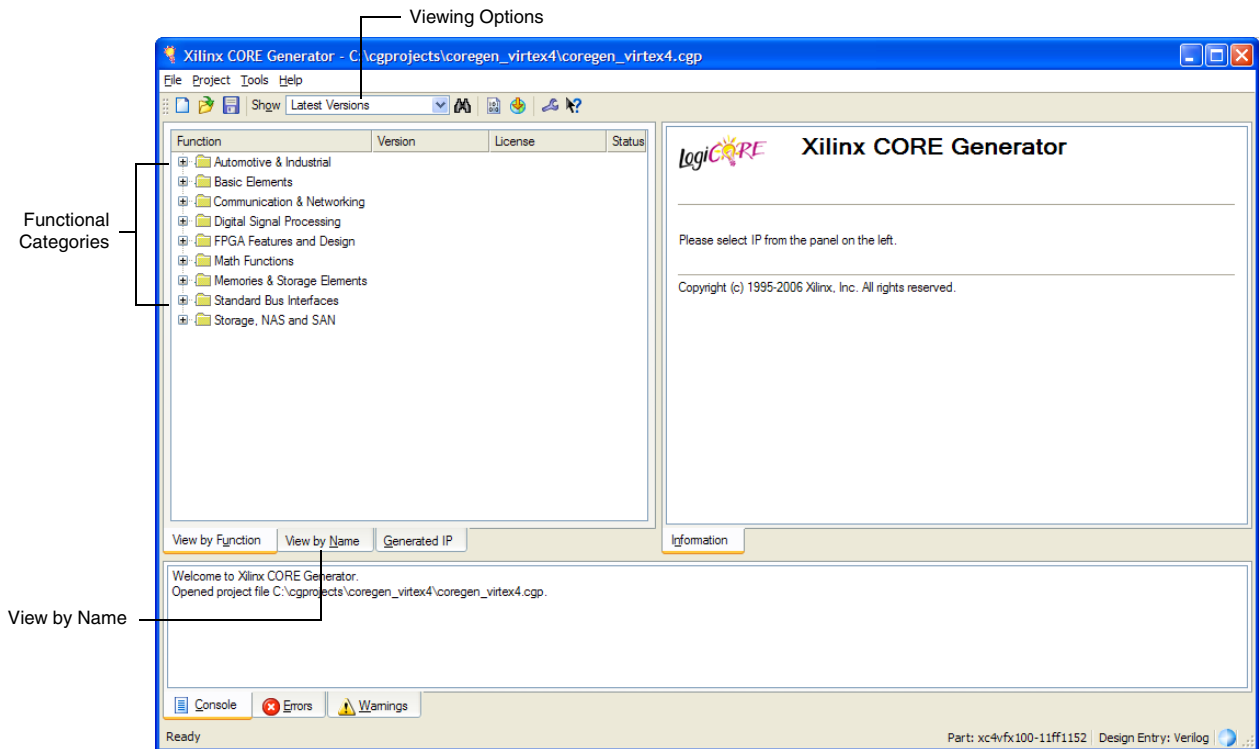 Viewing Options
Xilinx CORE Generator - C:\cgprojects\coregen_virtex4\coregen_virtex4.cgp
File Project Tools Help
Show Latest Versions
Function Version License Status
Automotive & Industrial
Basic Elements
Communication & Networking
Digital Signal Processing
FPGA Features and Design
Math Functions
Memories & Storage Elements
Standard Bus Interfaces
Storage, NAS and SAN
Functional
Categories
LogiCORE
Xilinx CORE Generator
Please select IP from the panel on the left.
Copyright (c) 1995-2006 Xilinx, Inc. All rights reserved.
View by Function View by Name Generated IP
Information
Welcome to Xilinx CORE Generator.
Opened project file C:\cgprojects\coregen_virtex4\coregen_virtex4.cgp.
View by Name
Console Errors Warnings
Ready
Part: xc4vfx100-11ff1152 Design Entry: Verilog